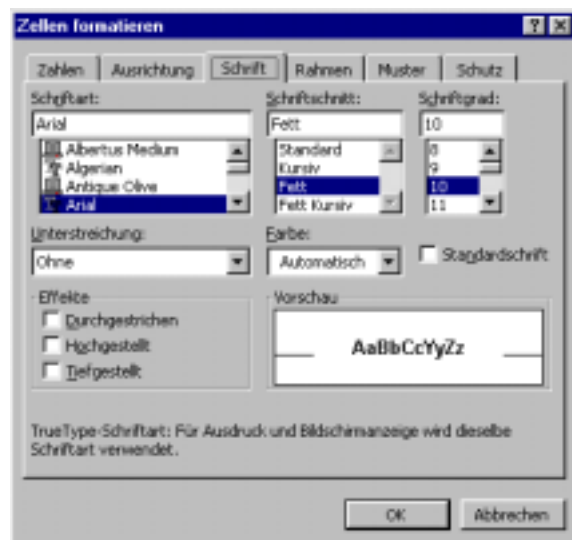 Zellen formatieren
Zahlen Ausrichtung Schrift Rahmen Muster Schutz
Schriftart: Schriftschnitt: Schriftgrad:
Arial Fett 10
Albertus Medium Standard 8
Algerian Kursiv 9
Antique Olive Fett 10
Arial Fett Kursiv 11
Unterstreichung: Farbe:
Ohne Automatisch Standardschrift
Effekte Vorschau
Durchgestrichen
Hochgestellt AaBbCcYyZz
Tiefgestellt
TrueType-Schriftart: Für Ausdruck und Bildschirmanzeige wird dieselbe
Schriftart verwendet.
OK Abbrechen